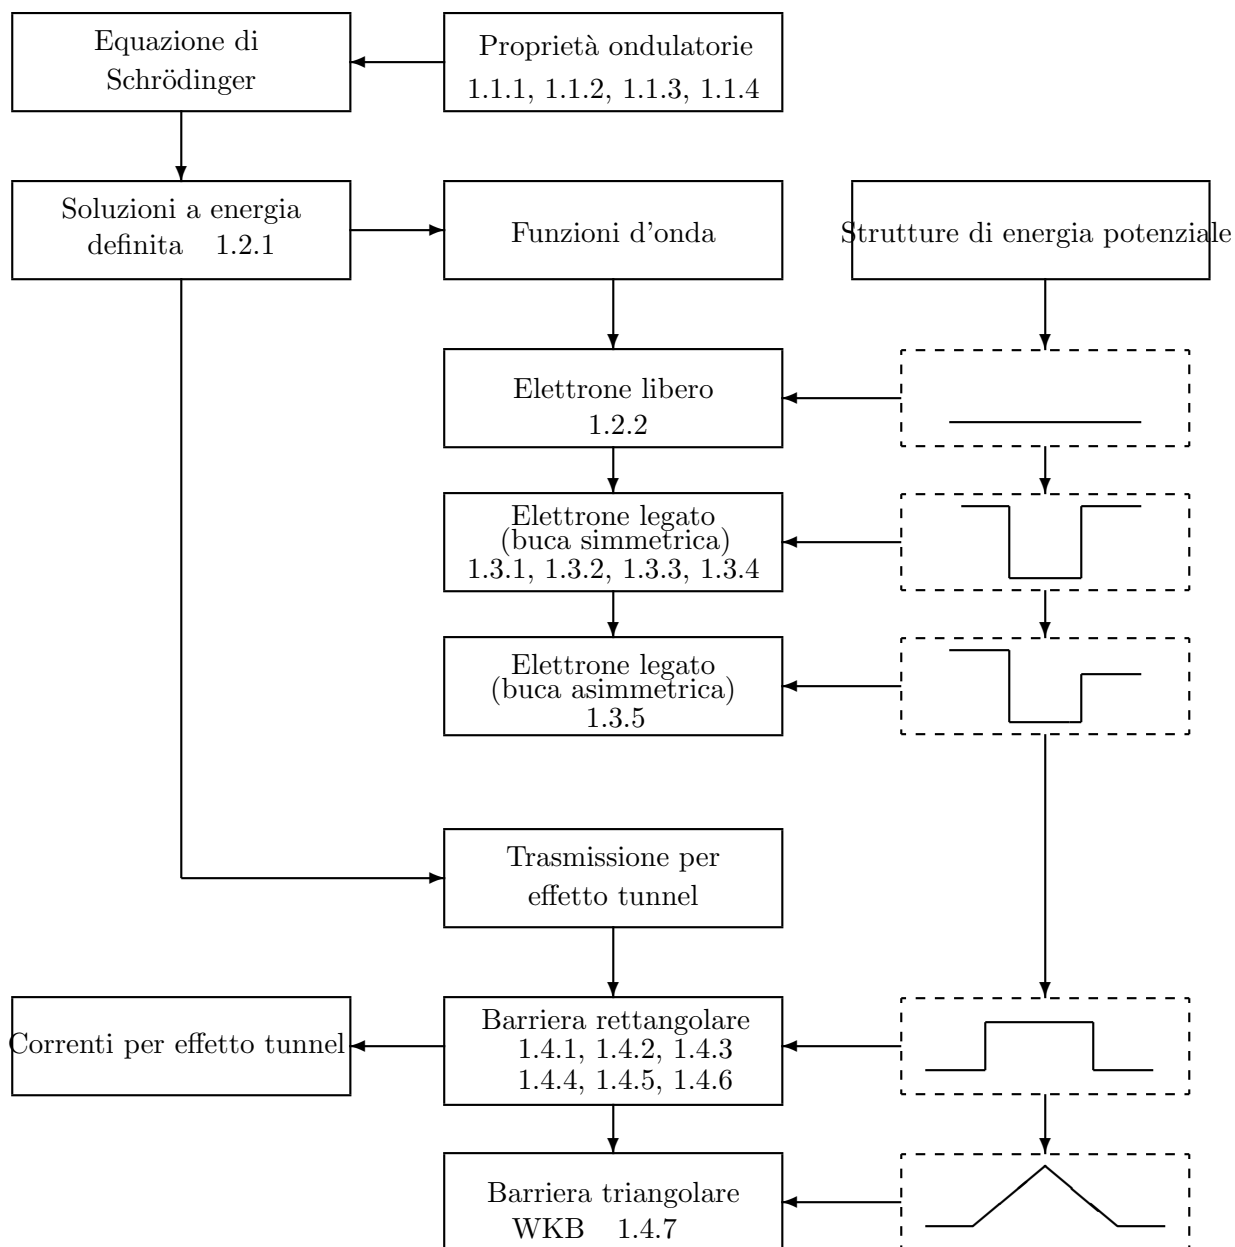 Equazione di
Schrödinger
Proprietà ondulatorie
1.1.1, 1.1.2, 1.1.3, 1.1.4
Soluzioni a energia
definita 1.2.1
Funzioni d'onda
Strutture di energia potenziale
Elettrone libero
1.2.2
Elettrone legato
(buca simmetrica)
1.3.1, 1.3.2, 1.3.3, 1.3.4
Elettrone legato
(buca asimmetrica)
1.3.5
Trasmissione per
effetto tunnel
Correnti per effetto tunnel
Barriera rettangolare
1.4.1, 1.4.2, 1.4.3
1.4.4, 1.4.5, 1.4.6
Barriera triangolare
WKB 1.4.7